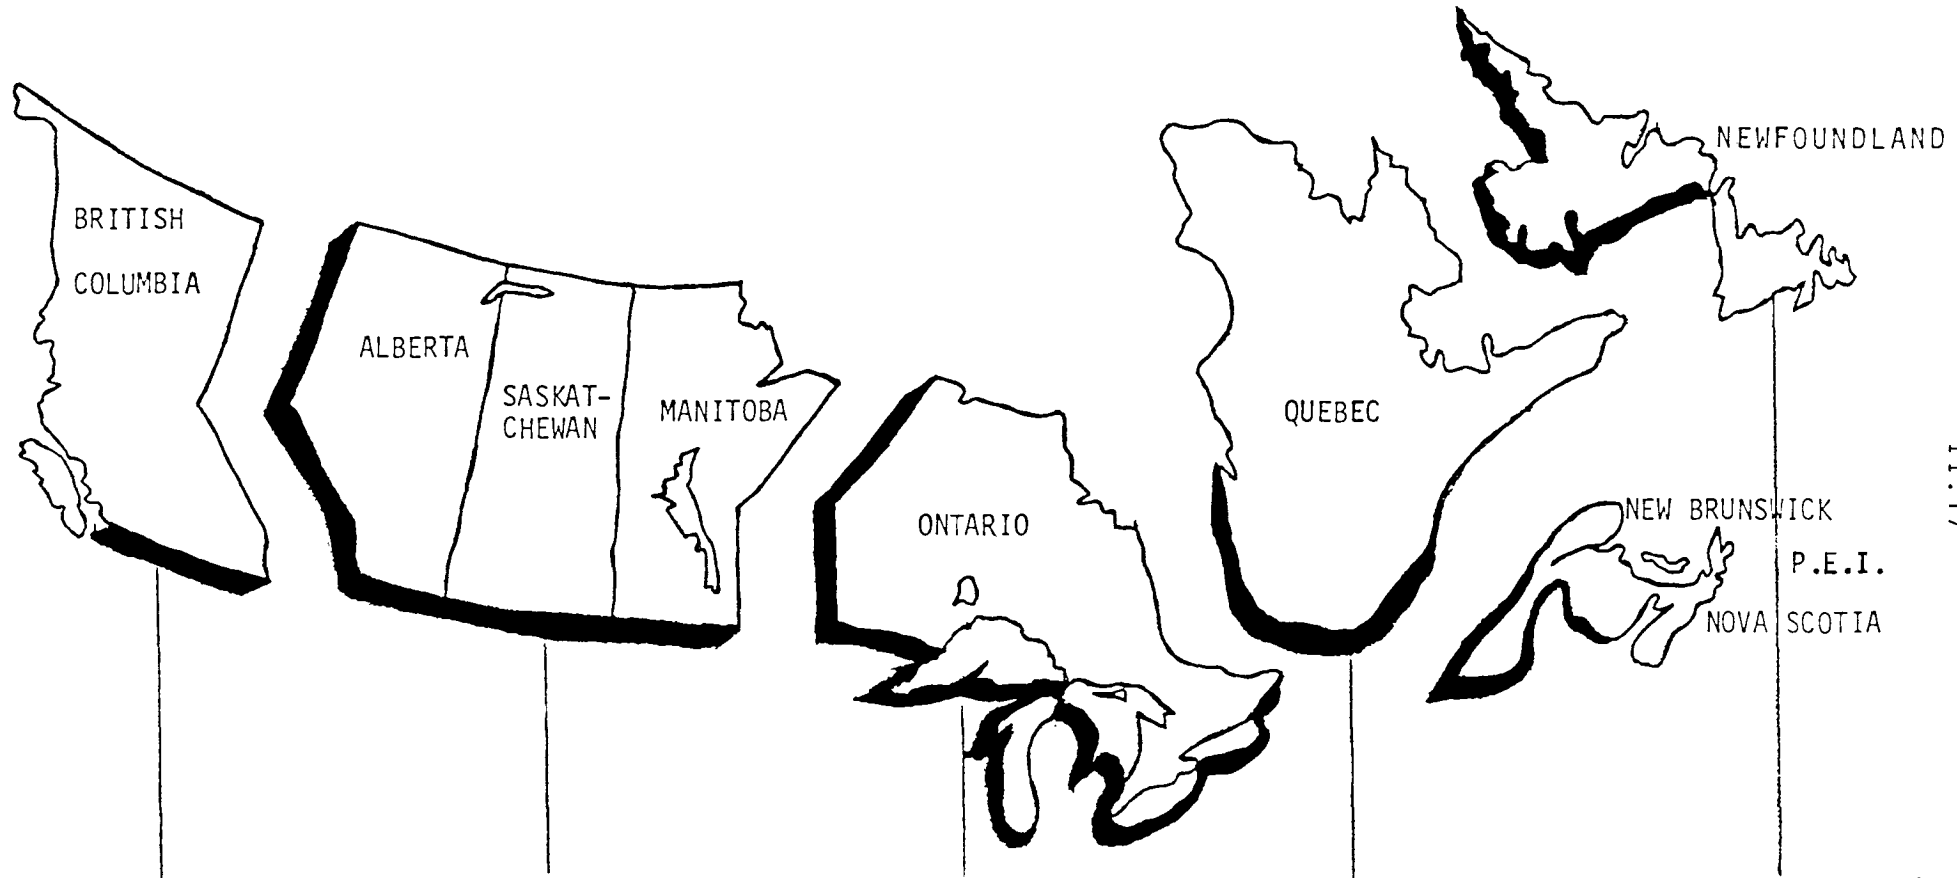 NEWFOUNDLAND
BRITISH
COLUMBIA
ALBERTA
SASKAT-
CHEWAN
MANITOBA
QUEBEC
ONTARIO
NEW BRUNSWICK
P.E.I.
NOVA SCOTIA